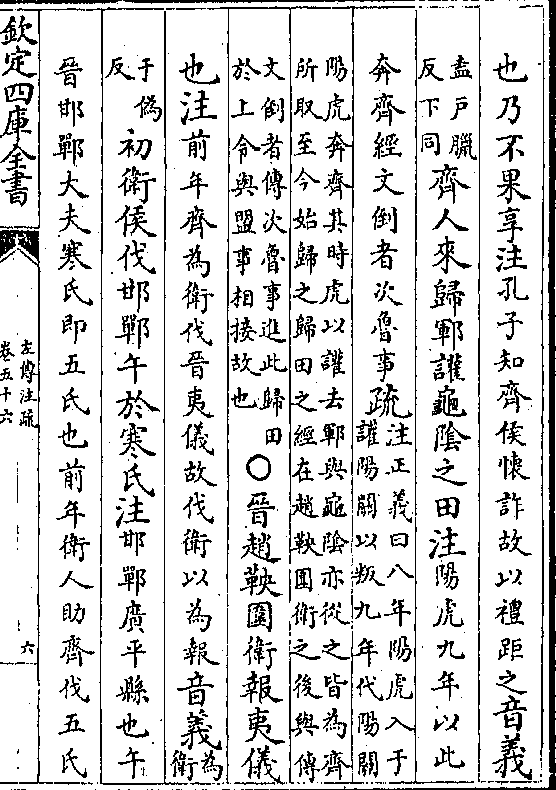 也乃不果享注孔子知齊侯懷詐故以禮距之音義
盍戶臘
反下同
齊人來歸鄆讙龜陰之田注陽虎九年以此
奔齊經文倒者次魯事疏
注正義曰八年陽虎入于
讙陽關以叛九年代陽關
陽虎奔齊其時虎以讙去鄆與龜陰亦從之皆為齊
所取至今始歸之歸田之經在趙鞅圍衛之後與傳
文倒者傳次魯事進此歸田
於上令與盟事相接故也
○晉趙鞅圍衛報夷儀
也注前年齊為衛伐晉夷儀故伐衛以為報音義
為
衛
于偽
反
初衛侯伐邯鄲午於寒氏注邯鄲廣平縣也午
晉邯鄲大夫寒氏即五氏也前年衛人助齊伐五氏
欽定四庫全書
左傳注疏
卷五十六
六